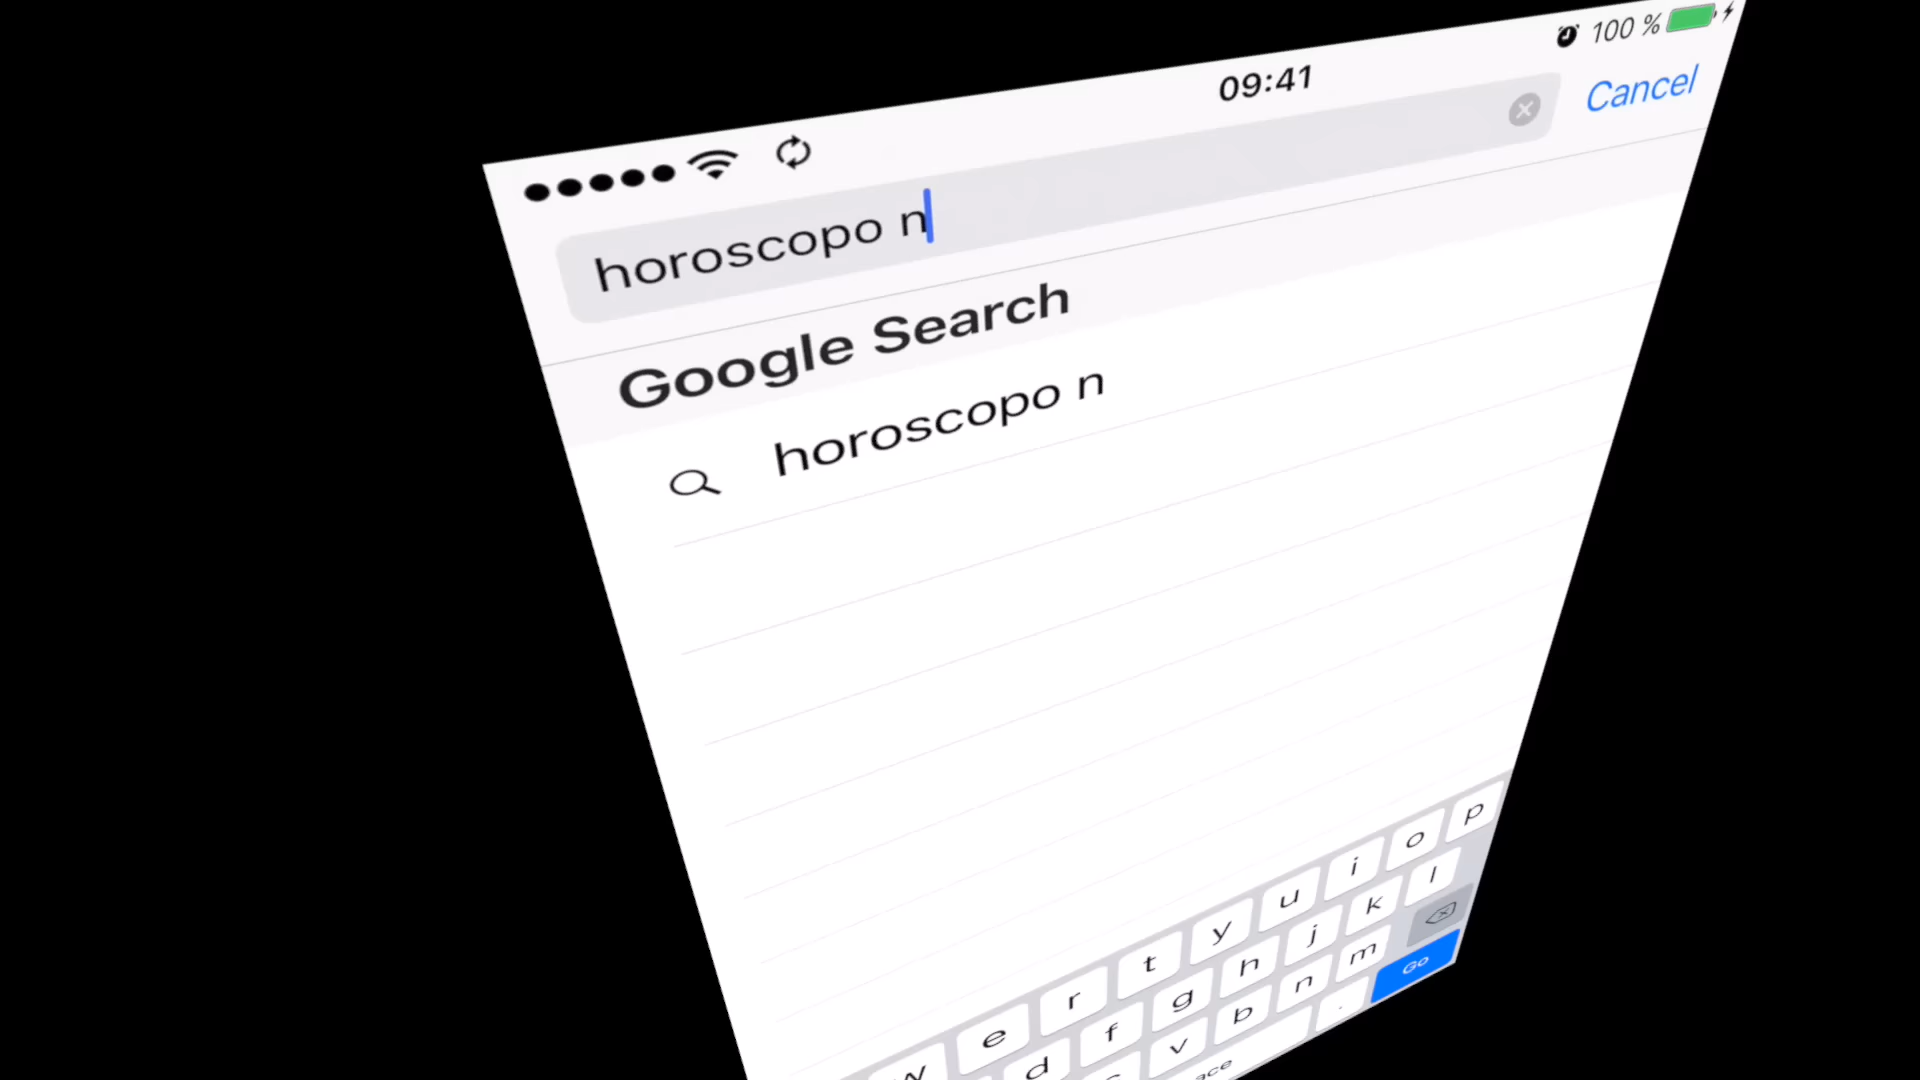 09:41
100 %
horoscopo n
Cancel
Google Search
horoscopo n
w e r t y u i o p
d f g h j k l
v b n m
. Go